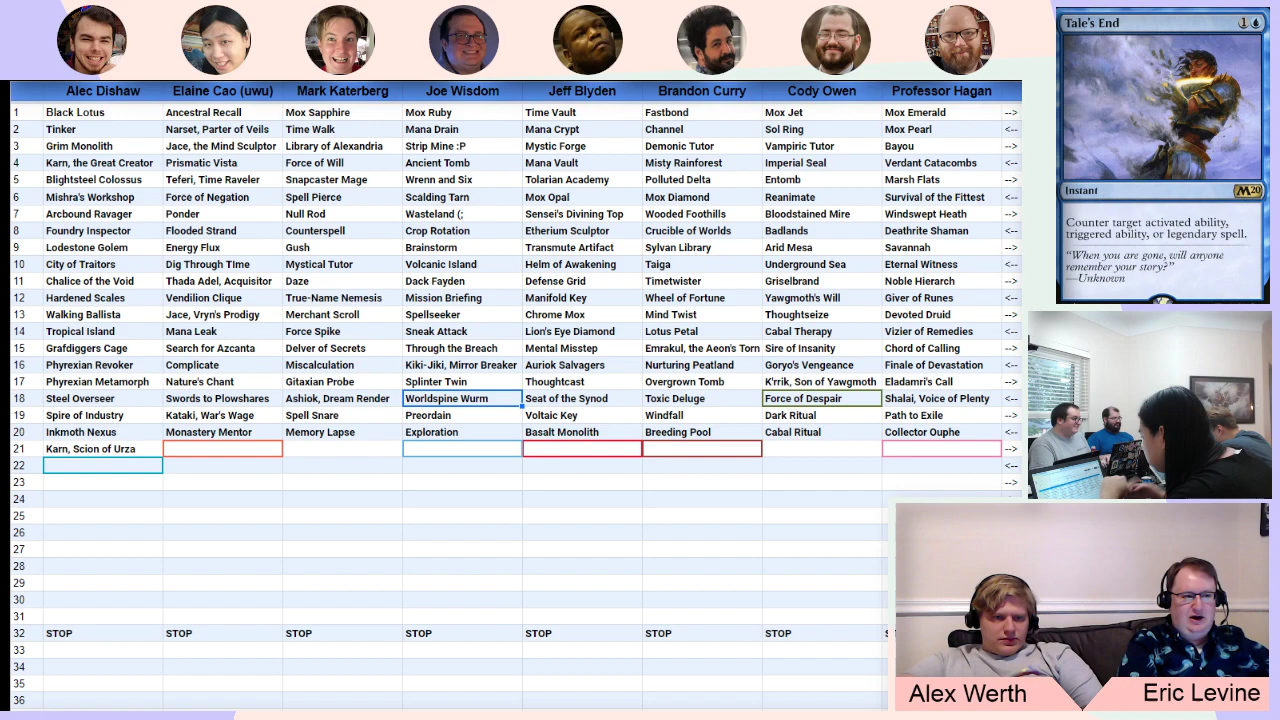 Alec Dishaw Elaine Cao (uwu) Mark Katerberg Joe Wisdom Jeff Blyden Brandon Curry Cody Owen Professor Hagan
1 Black Lotus Ancestral Recall Mox Sapphire Mox Ruby Time Vault Fastbond Mox Jet Mox Emerald -->
2 Tinker Narset, Parter of Veils Time Walk Mana Drain Mana Crypt Channel Sol Ring Mox Pearl <--
3 Grim Monolith Jace, the Mind Sculptor Library of Alexandria Strip Mine :P Mystic Forge Demonic Tutor Vampiric Tutor Bayou -->
4 Karn, the Great Creator Prismatic Vista Force of Will Ancient Tomb Mana Vault Misty Rainforest Imperial Seal Verdant Catacombs <--
5 Blightsteel Colossus Teferi, Time Raveler Snapcaster Mage Wrenn and Six Tolarian Academy Polluted Delta Entomb Marsh Flats -->
6 Mishra's Workshop Force of Negation Spell Pierce Scalding Tarn Mox Opal Mox Diamond Reanimate Survival of the Fittest <--
7 Arcbound Ravager Ponder Null Rod Wasteland (; Sensei's Divining Top Wooded Foothills Bloodstained Mire Windswept Heath -->
8 Foundry Inspector Flooded Strand Counterspell Crop Rotation Etherium Sculptor Crucible of Worlds Badlands Deathrite Shaman <--
9 Lodestone Golem Energy Flux Gush Brainstorm Transmute Artifact Sylvan Library Arid Mesa Savannah -->
10 City of Traitors Dig Through TIme Mystical Tutor Volcanic Island Helm of Awakening Taiga Underground Sea Eternal Witness <--
11 Chalice of the Void Thada Adel, Acquisitor Daze Dack Fayden Defense Grid Timetwister Griselbrand Noble Hierarch -->
12 Hardened Scales Vendilion Clique True-Name Nemesis Mission Briefing Manifold Key Wheel of Fortune Yawgmoth's Will Giver of Runes <--
13 Walking Ballista Jace, Vryn's Prodigy Merchant Scroll Spellseeker Chrome Mox Mind Twist Thoughtseize Devoted Druid -->
14 Tropical Island Mana Leak Force Spike Sneak Attack Lion's Eye Diamond Lotus Petal Cabal Therapy Vizier of Remedies <--
15 Grafdiggers Cage Search for Azcanta Delver of Secrets Through the Breach Mental Misstep Emrakul, the Aeon's Torn Sire of Insanity Chord of Calling -->
16 Phyrexian Revoker Complicate Miscalculation Kiki-Jiki, Mirror Breaker Auriok Salvagers Nurturing Peatland Goryo's Vengeance Finale of Devastation <--
17 Phyrexian Metamorph Nature's Chant Gitaxian Probe Splinter Twin Thoughtcast Overgrown Tomb K'rrik, Son of Yawgmoth Eladamri's Call -->
18 Steel Overseer Swords to Plowshares Ashiok, Dream Render Worldspine Wurm Seat of the Synod Toxic Deluge Force of Despair Shalai, Voice of Plenty <--
19 Spire of Industry Kataki, War's Wage Spell Snare Preordain Voltaic Key Windfall Dark Ritual Path to Exile -->
20 Inkmoth Nexus Monastery Mentor Memory Lapse Exploration Basalt Monolith Breeding Pool Cabal Ritual Collector Ouphe <--
21 Karn, Scion of Urza -->
22 <--
23 -->
24
25
26
27
28
29
30
31
32 STOP STOP STOP STOP STOP STOP STOP
33
34
35
36
Tale's End 1
Instant M20
Counter target activated ability,
triggered ability, or legendary spell.
"When you are gone, will anyone
remember your story?"
—Unknown
Alex Werth Eric Levine